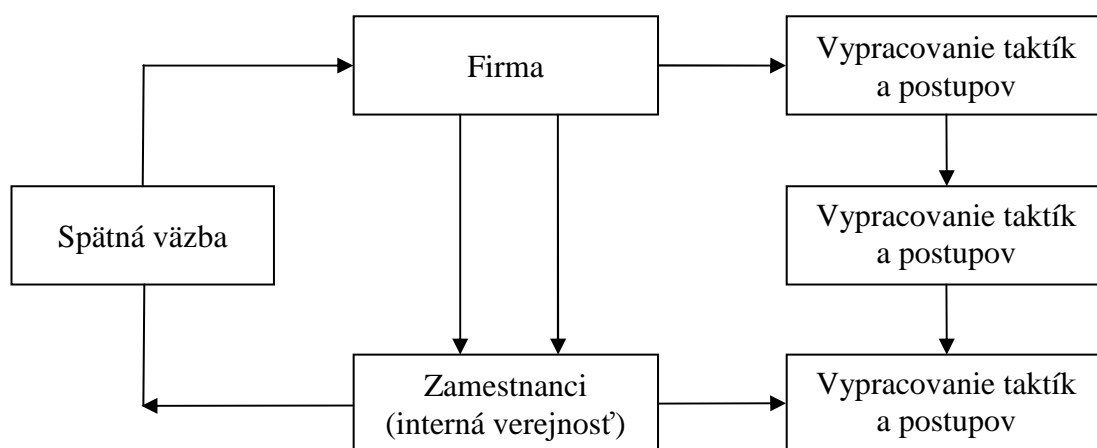 Firma
Vypracovanie taktík
a postupov
Spätná väzba
Vypracovanie taktík
a postupov
Zamestnanci
(interná verejnosť)
Vypracovanie taktík
a postupov